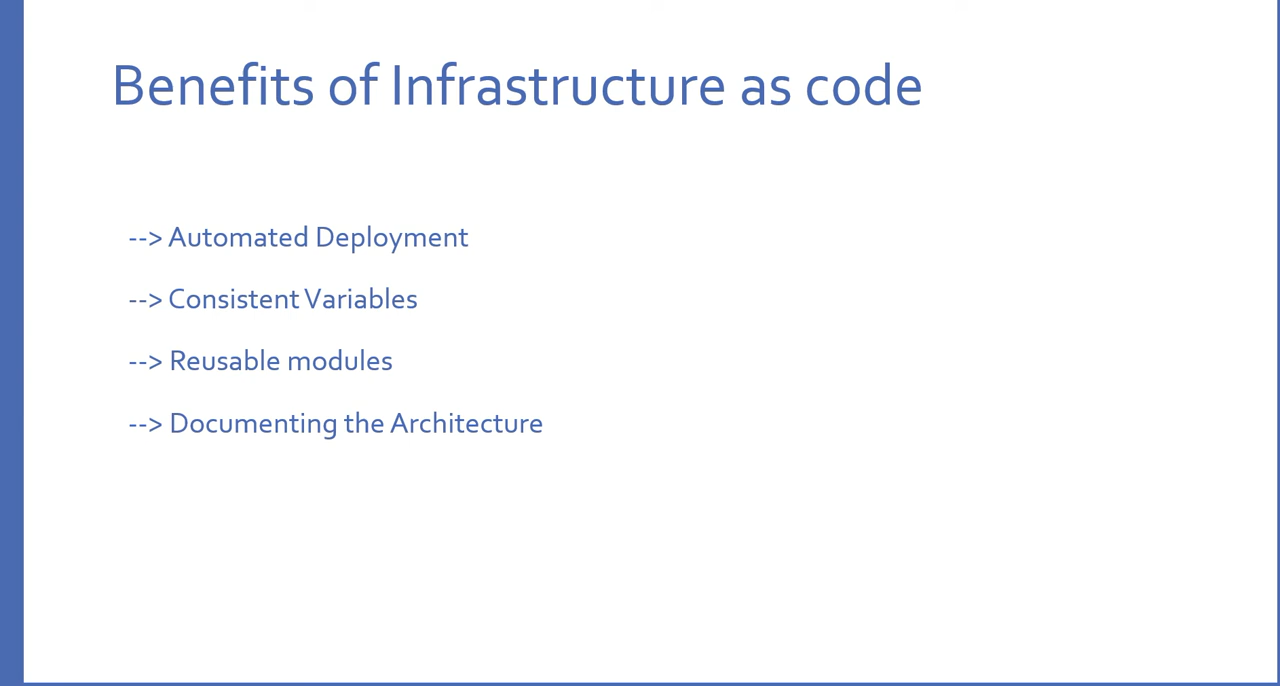 Benefits of Infrastructure as code
--> Automated Deployment
--> Consistent Variables
--> Reusable modules
--> Documenting the Architecture